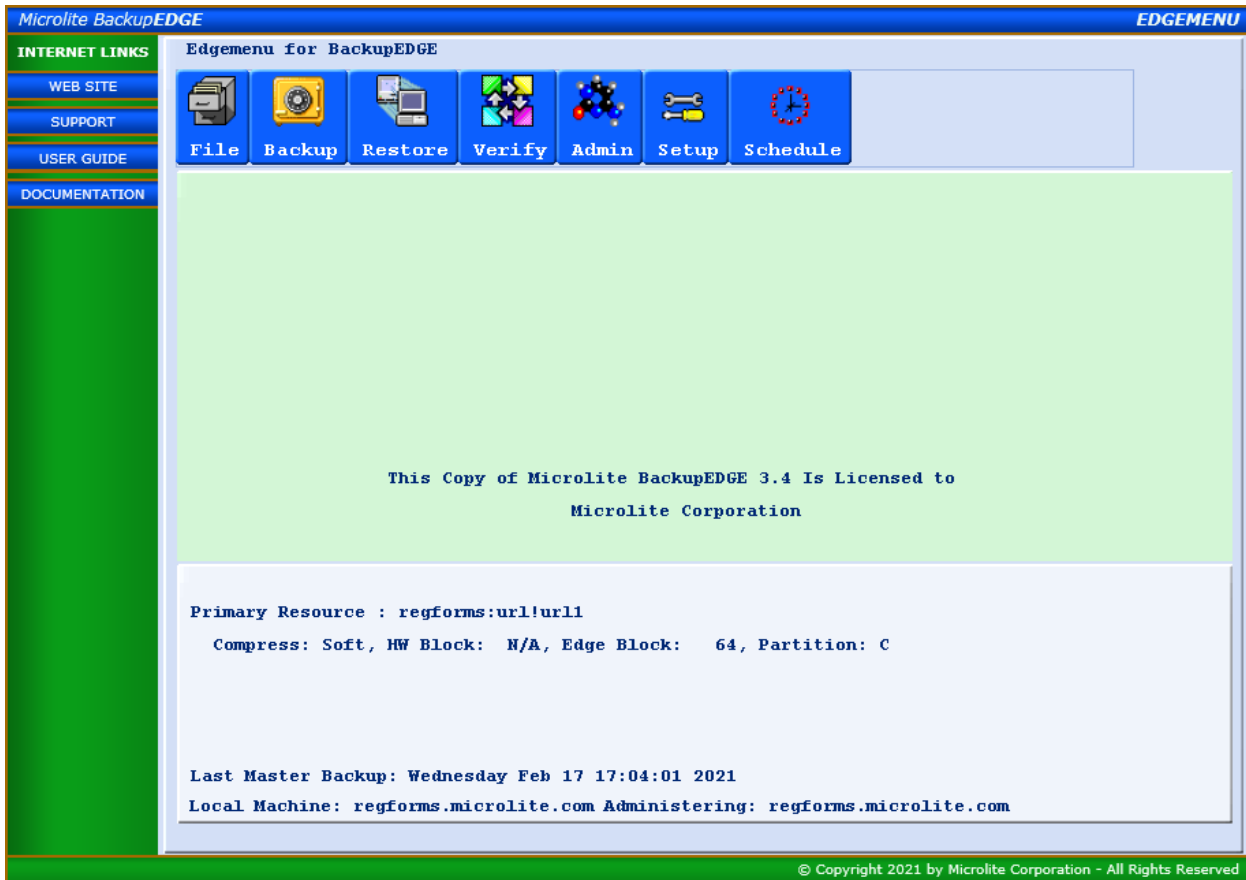 Microlite BackupEDGE EDGEMENU
INTERNET LINKS
WEB SITE
SUPPORT
USER GUIDE
DOCUMENTATION
Edgemenu for BackupEDGE
File Backup Restore Verify Admin Setup Schedule
This Copy of Microlite BackupEDGE 3.4 Is Licensed to
Microlite Corporation
Primary Resource : regforms:url!url1
Compress: Soft, HW Block: N/A, Edge Block: 64, Partition: C
Last Master Backup: Wednesday Feb 17 17:04:01 2021
Local Machine: regforms.microlite.com Administering: regforms.microlite.com
© Copyright 2021 by Microlite Corporation - All Rights Reserved